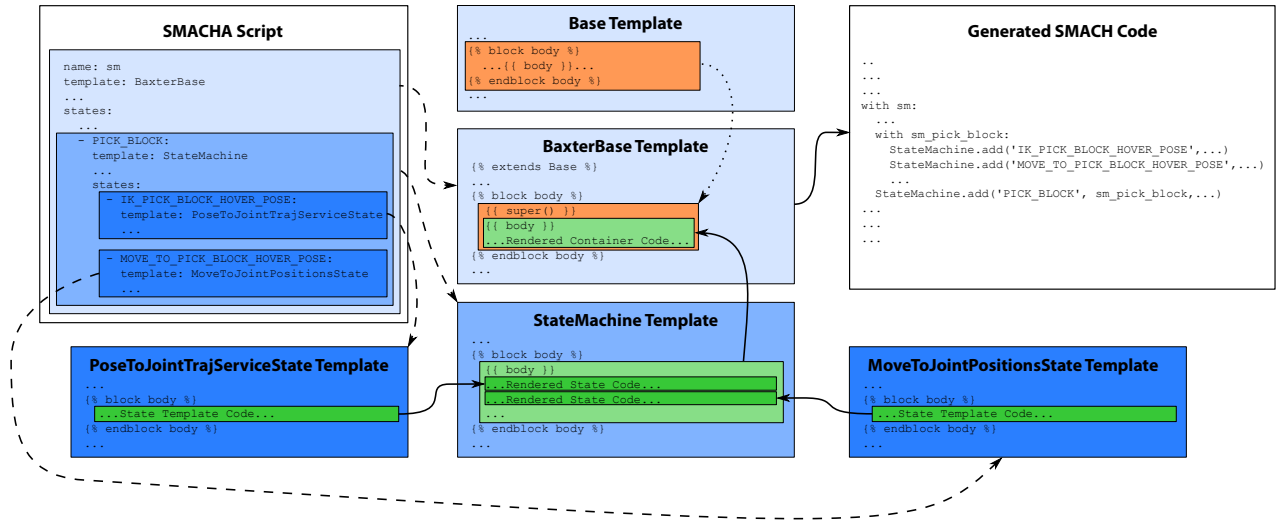 SMACHA Script
name: sm
template: BaxterBase
...
states:
...
- PICK_BLOCK:
template: StateMachine
...
states:
- IK_PICK_BLOCK_HOVER_POSE:
template: PoseToJointTrajServiceState
...
- MOVE_TO_PICK_BLOCK_HOVER_POSE:
template: MoveToJointPositionsState
...
Base Template
...
{% block body %}
...{{ body }}...
{% endblock body %}
...
BaxterBase Template
{% extends Base %}
...
{% block body %}
{{ super() }}
{{ body }}
...Rendered Container Code...
{% endblock body %}
...
Generated SMACH Code
..
...
...
with sm:
...
with sm_pick_block:
StateMachine.add('IK_PICK_BLOCK_HOVER_POSE',...)
StateMachine.add('MOVE_TO_PICK_BLOCK_HOVER_POSE',...)
...
StateMachine.add('PICK_BLOCK', sm_pick_block,...)
...
...
...
PoseToJointTrajServiceState Template
...
{% block body %}
...State Template Code...
{% endblock body %}
...
StateMachine Template
...
{% block body %}
{{ body }}
...Rendered State Code...
...Rendered State Code...
...
{% endblock body %}
...
MoveToJointPositionsState Template
...
{% block body %}
...State Template Code...
{% endblock body %}
...